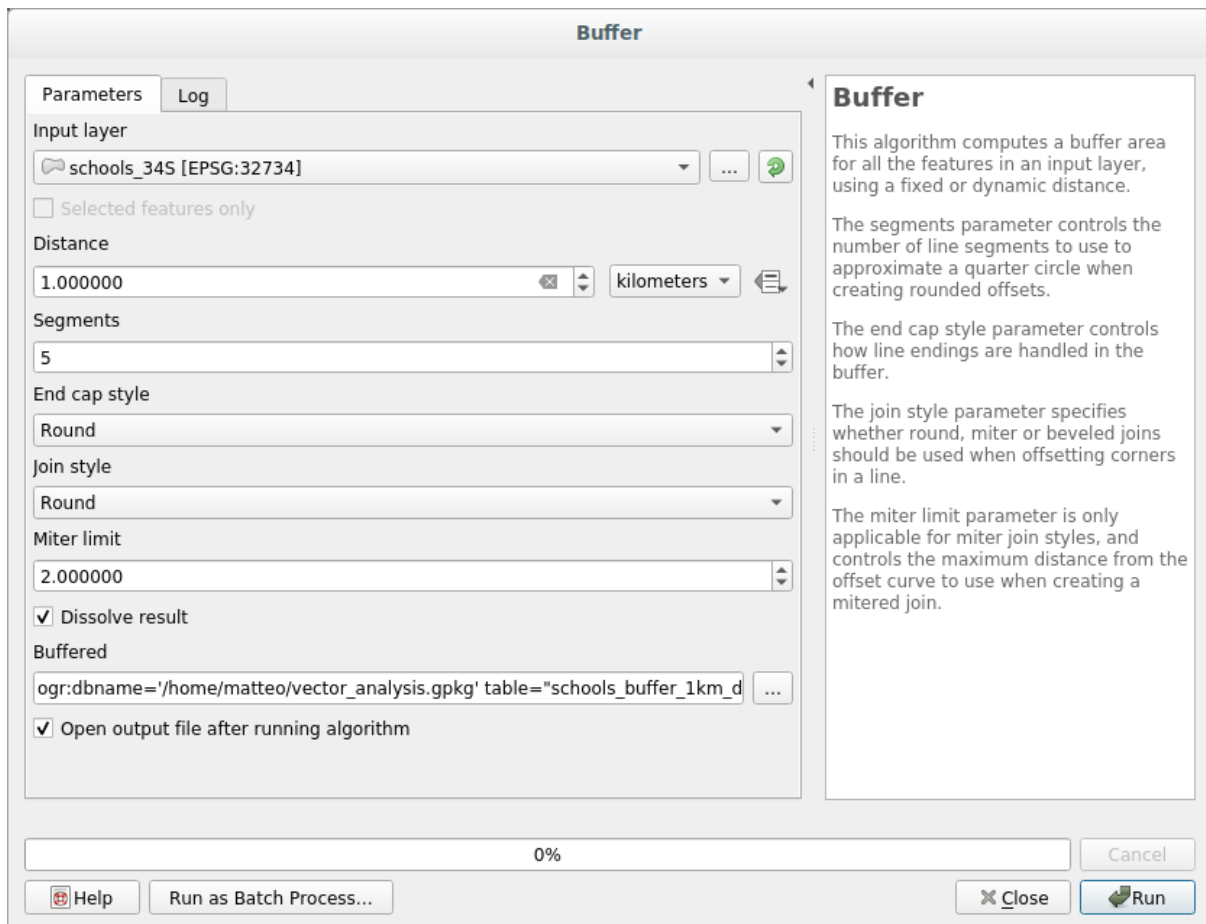 Buffer
Parameters
Log
Input layer
schools_34S [EPSG:32734]
...
Selected features only
Distance
1.000000
kilometers
Segments
5
End cap style
Round
Join style
Round
Miter limit
2.000000
Dissolve result
Buffered
ogr:dbname='/home/matteo/vector_analysis.gpkg' table="schools_buffer_1km_d
...
Open output file after running algorithm
Buffer
This algorithm computes a buffer area
for all the features in an input layer,
using a fixed or dynamic distance.
The segments parameter controls the
number of line segments to use to
approximate a quarter circle when
creating rounded offsets.
The end cap style parameter controls
how line endings are handled in the
buffer.
The join style parameter specifies
whether round, miter or beveled joins
should be used when offsetting corners
in a line.
The miter limit parameter is only
applicable for miter join styles, and
controls the maximum distance from the
offset curve to use when creating a
mitered join.
0%
Cancel
Help
Run as Batch Process...
Close
Run